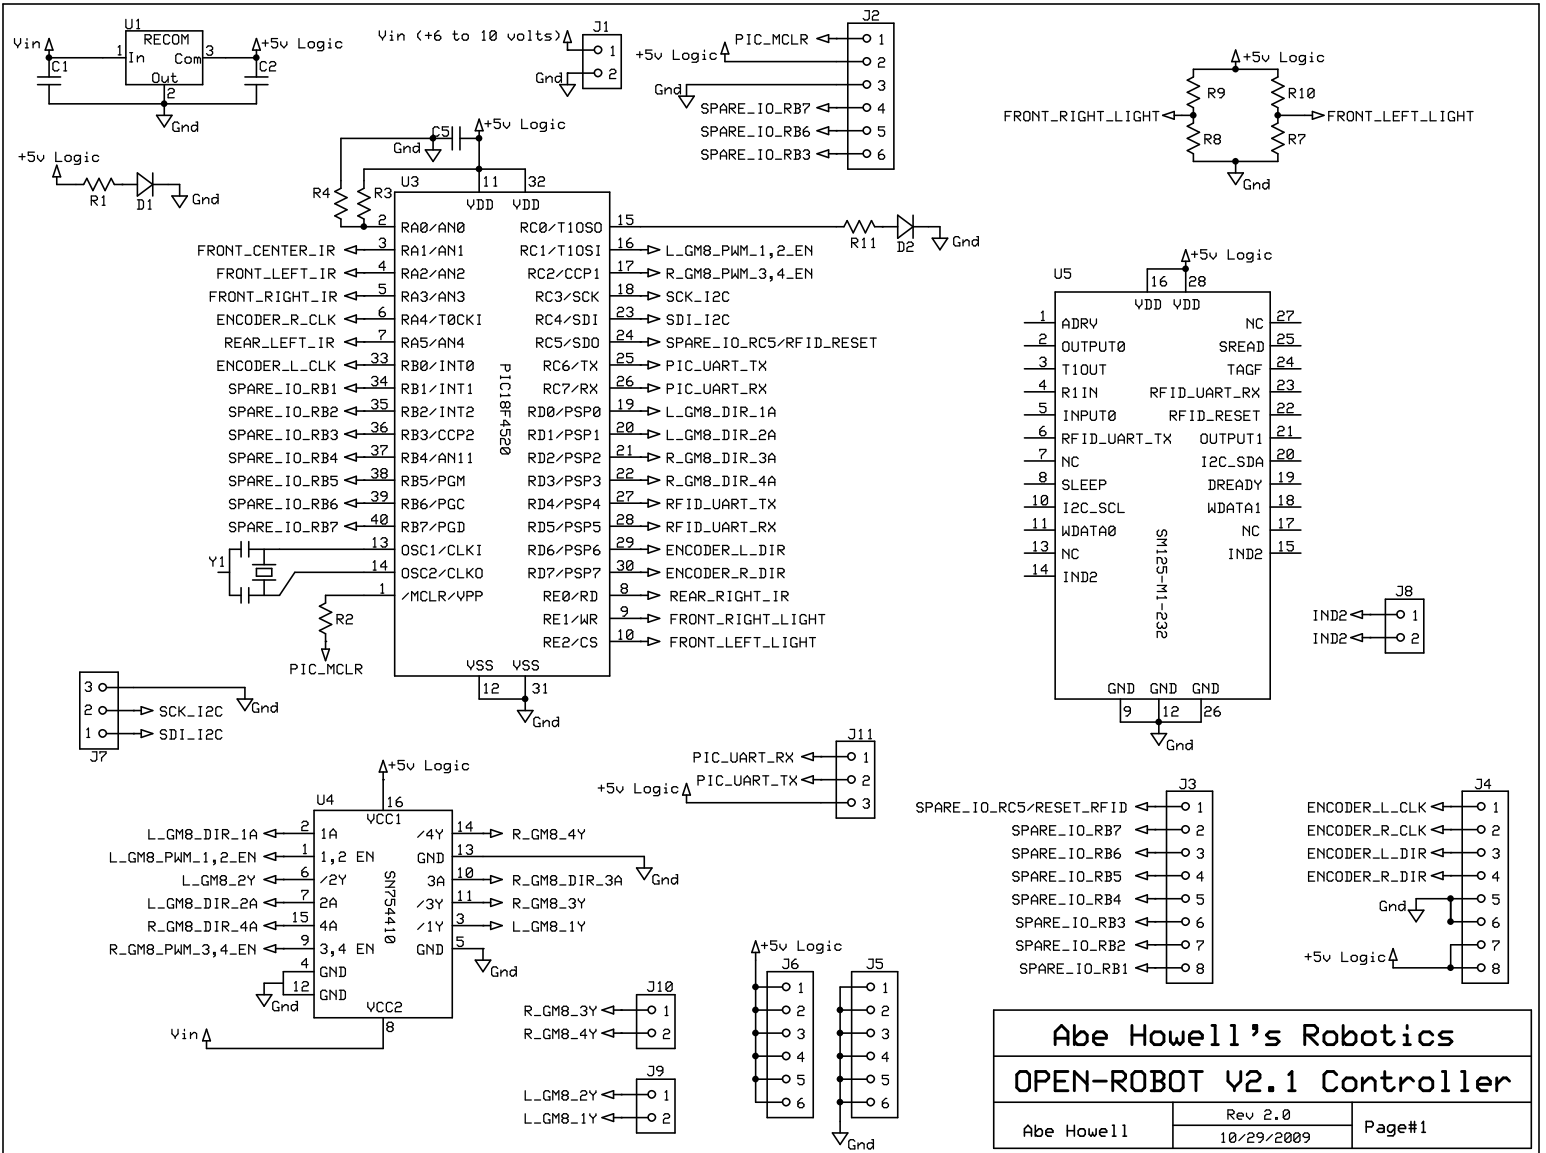 U1
RECOM
Vin
1
In
Com
3
+5v Logic
Out
2
C1
C2
Gnd
Vin (+6 to 10 volts)
J1
1
2
Gnd
J2
PIC_MCLR
1
+5v Logic
2
Gnd
3
SPARE_IO_RB7
4
SPARE_IO_RB6
5
SPARE_IO_RB3
6
+5v Logic
R9
R10
FRONT_RIGHT_LIGHT
FRONT_LEFT_LIGHT
R8
R7
Gnd
+5v Logic
R1
D1
Gnd
C5
+5v Logic
Gnd
R4
R3
U3
11
32
VDD
VDD
PIC18F4520
2
RA0/AN0
FRONT_CENTER_IR
3
RA1/AN1
FRONT_LEFT_IR
4
RA2/AN2
FRONT_RIGHT_IR
5
RA3/AN3
ENCODER_R_CLK
6
RA4/T0CKI
REAR_LEFT_IR
7
RA5/AN4
ENCODER_L_CLK
33
RB0/INT0
SPARE_IO_RB1
34
RB1/INT1
SPARE_IO_RB2
35
RB2/INT2
SPARE_IO_RB3
36
RB3/CCP2
SPARE_IO_RB4
37
RB4/AN11
SPARE_IO_RB5
38
RB5/PGM
SPARE_IO_RB6
39
RB6/PGC
SPARE_IO_RB7
40
RB7/PGD
13
OSC1/CLKI
Y1
14
OSC2/CLKO
1
/MCLR/VPP
R2
PIC_MCLR
RC0/T1OSO
15
R11
D2
Gnd
RC1/T1OSI
16
L_GM8_PWM_1,2_EN
RC2/CCP1
17
R_GM8_PWM_3,4_EN
RC3/SCK
18
SCK_I2C
RC4/SDI
23
SDI_I2C
RC5/SDO
24
SPARE_IO_RC5/RFID_RESET
RC6/TX
25
PIC_UART_TX
RC7/RX
26
PIC_UART_RX
RD0/PSP0
19
L_GM8_DIR_1A
RD1/PSP1
20
L_GM8_DIR_2A
RD2/PSP2
21
R_GM8_DIR_3A
RD3/PSP3
22
R_GM8_DIR_4A
RD4/PSP4
27
RFID_UART_TX
RD5/PSP5
28
RFID_UART_RX
RD6/PSP6
29
ENCODER_L_DIR
RD7/PSP7
30
ENCODER_R_DIR
RE0/RD
8
REAR_RIGHT_IR
RE1/WR
9
FRONT_RIGHT_LIGHT
RE2/CS
10
FRONT_LEFT_LIGHT
VSS
VSS
12
31
Gnd
U5
+5v Logic
16
28
VDD
VDD
SM125-M1-232
1
ADRV
2
OUTPUT0
3
T1OUT
4
R1IN
5
INPUT0
6
RFID_UART_TX
7
NC
8
SLEEP
10
I2C_SCL
11
WDATA0
13
NC
14
IND2
NC
27
SREAD
25
TAGF
24
RFID_UART_RX
23
RFID_RESET
22
OUTPUT1
21
I2C_SDA
20
DREADY
19
WDATA1
18
NC
17
IND2
15
GND
GND
GND
9
12
26
Gnd
J8
IND2
1
IND2
2
3
Gnd
2
SCK_I2C
1
SDI_I2C
J7
J11
PIC_UART_RX
1
PIC_UART_TX
2
+5v Logic
3
+5v Logic
16
U4
VCC1
SN754410
L_GM8_DIR_1A
2
1A
L_GM8_PWM_1,2_EN
1
1,2 EN
L_GM8_2Y
6
/2Y
L_GM8_DIR_2A
7
2A
R_GM8_DIR_4A
15
4A
R_GM8_PWM_3,4_EN
9
3,4 EN
4
GND
12
GND
Gnd
/4Y
14
R_GM8_4Y
GND
13
Gnd
3A
10
R_GM8_DIR_3A
/3Y
11
R_GM8_3Y
/1Y
3
L_GM8_1Y
GND
5
Gnd
VCC2
8
Vin
J10
R_GM8_3Y
1
R_GM8_4Y
2
J9
L_GM8_2Y
1
L_GM8_1Y
2
+5v Logic
J6
1
2
3
4
5
6
J5
1
2
3
4
5
6
Gnd
J3
SPARE_IO_RC5/RESET_RFID
1
SPARE_IO_RB7
2
SPARE_IO_RB6
3
SPARE_IO_RB5
4
SPARE_IO_RB4
5
SPARE_IO_RB3
6
SPARE_IO_RB2
7
SPARE_IO_RB1
8
J4
ENCODER_L_CLK
1
ENCODER_R_CLK
2
ENCODER_L_DIR
3
ENCODER_R_DIR
4
Gnd
5
6
7
+5v Logic
8
Abe Howell's Robotics
OPEN-ROBOT V2.1 Controller
Abe Howell
Rev 2.0
10/29/2009
Page#1